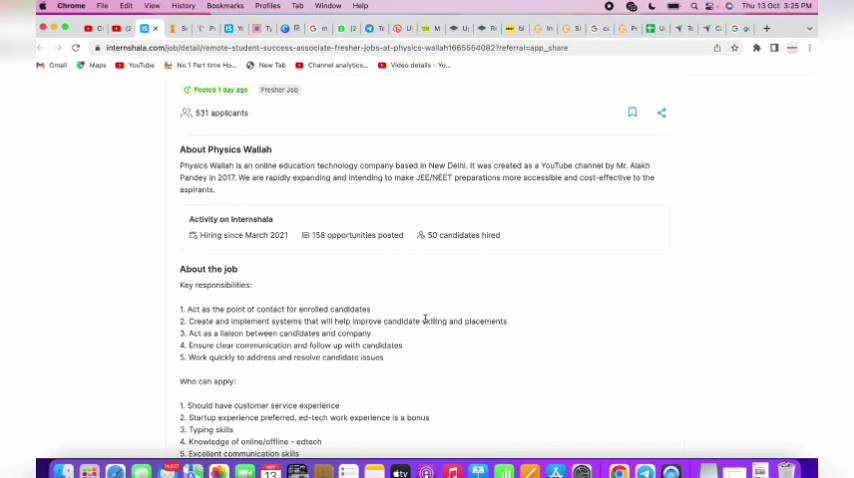 Chrome File Edit View History Bookmarks Profiles Tab Window Help Thu 13 Oct 3:25 PM
internshala.com/job/detail/remote-student-success-associate-fresher-jobs-at-physics-wallah1665554082?referral=app_share
Gmail Maps YouTube No.1 Part time Ho... New Tab Channel analytics... Video details - Yo...
Posted 1 day ago Fresher Job
531 applicants
About Physics Wallah
Physics Wallah is an online education technology company based in New Delhi. It was created as a YouTube channel by Mr. Alakh
Pandey in 2017. We are rapidly expanding and intending to make JEE/NEET preparations more accessible and cost-effective to the
aspirants.
Activity on Internshala
Hiring since March 2021 158 opportunities posted 50 candidates hired
About the job
Key responsibilities:
1. Act as the point of contact for enrolled candidates
2. Create and implement systems that will help improve candidate skilling and placements
3. Act as a liaison between candidates and company
4. Ensure clear communication and follow up with candidates
5. Work quickly to address and resolve candidate issues
Who can apply:
1. Should have customer service experience
2. Startup experience preferred, ed-tech work experience is a bonus
3. Typing skills
4. Knowledge of online/offline - edtech
5. Excellent communication skills
13
tv